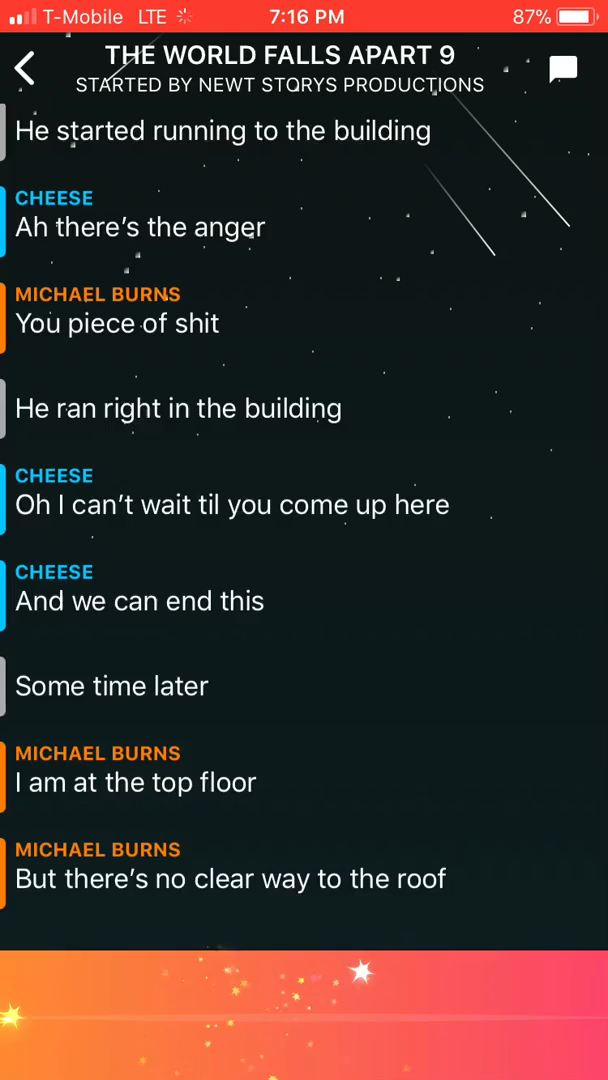 T-Mobile LTE 7:16 PM 87%
THE WORLD FALLS APART 9
STARTED BY NEWT STORYS PRODUCTIONS
He started running to the building
CHEESE
Ah there's the anger
MICHAEL BURNS
You piece of shit
He ran right in the building
CHEESE
Oh I can't wait til you come up here
CHEESE
And we can end this
Some time later
MICHAEL BURNS
I am at the top floor
MICHAEL BURNS
But there's no clear way to the roof